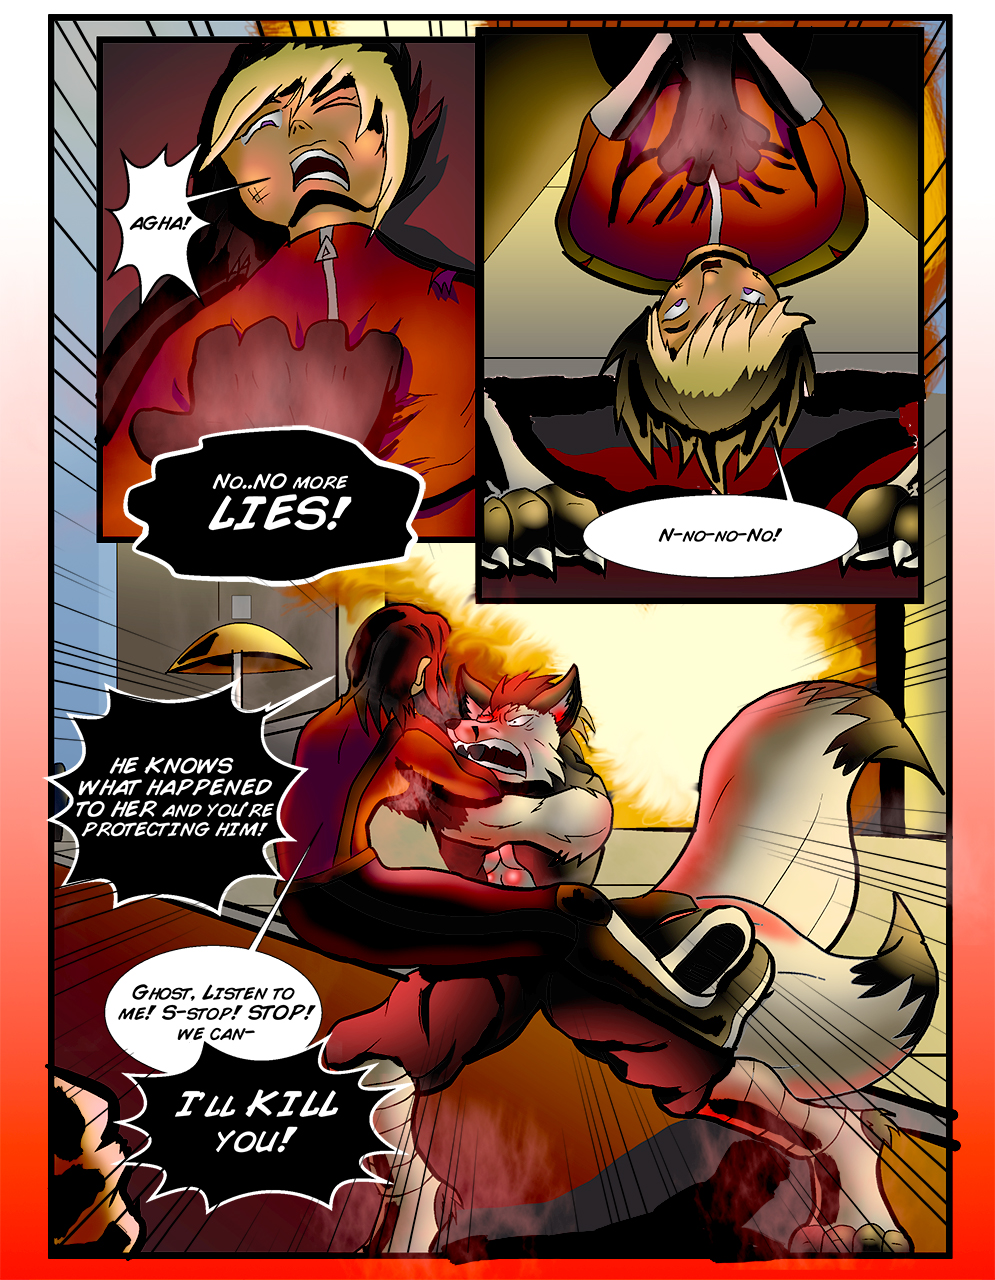 AGHA!
No..NO MORE
LIES!
N-NO-NO-NO!
HE KNOWS
WHAT HAPPENED
TO HER AND YOU'RE
PROTECTING HIM!
GHOST, LISTEN TO
ME! S-STOP! STOP!
WE CAN-
I'LL KILL
YOU!